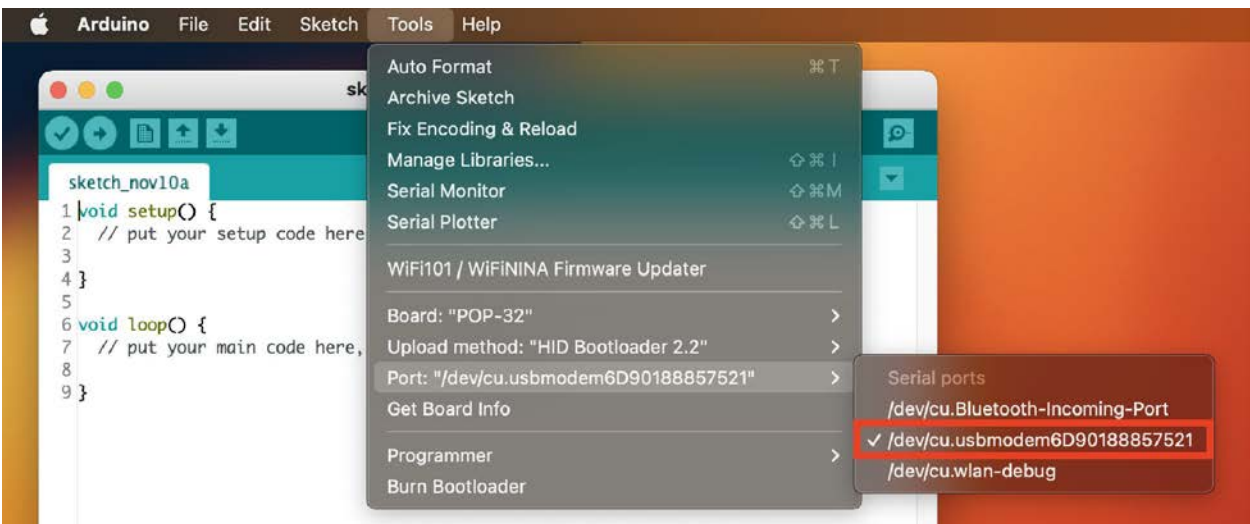 Arduino File Edit Sketch Tools Help
sk
sketch_nov10a
1 void setup() {
2 // put your setup code here
3
4 }
5
6 void loop() {
7 // put your main code here,
8
9 }
Auto Format ⌘ T
Archive Sketch
Fix Encoding & Reload
Manage Libraries... ⇧ ⌘ I
Serial Monitor ⇧ ⌘ M
Serial Plotter ⇧ ⌘ L
WiFi101 / WiFiNINA Firmware Updater
Board: "POP-32"
Upload method: "HID Bootloader 2.2"
Port: "/dev/cu.usbmodem6D90188857521"
Get Board Info
Programmer
Burn Bootloader
Serial ports
/dev/cu.Bluetooth-Incoming-Port
✓ /dev/cu.usbmodem6D90188857521
/dev/cu.wlan-debug